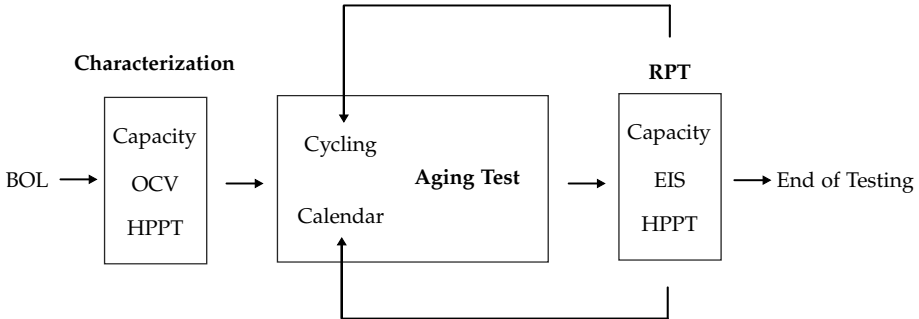 Characterization
RPT
Capacity
OCV
HPPT
BOL
Cycling
Aging Test
Calendar
Capacity
EIS
HPPT
End of Testing